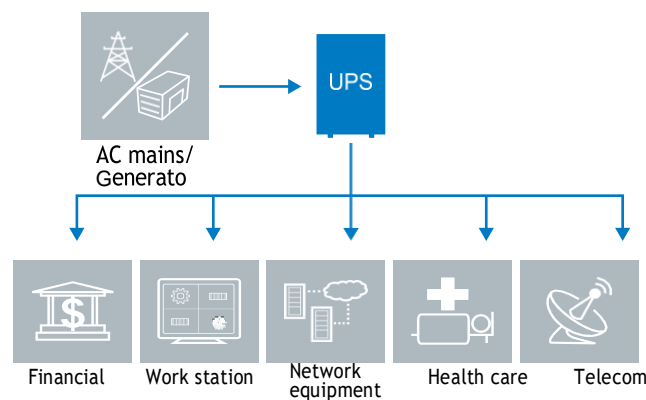 UPS
AC mains/
Generato
$
Financial
Work station
Network
equipment
Health care
Telecom